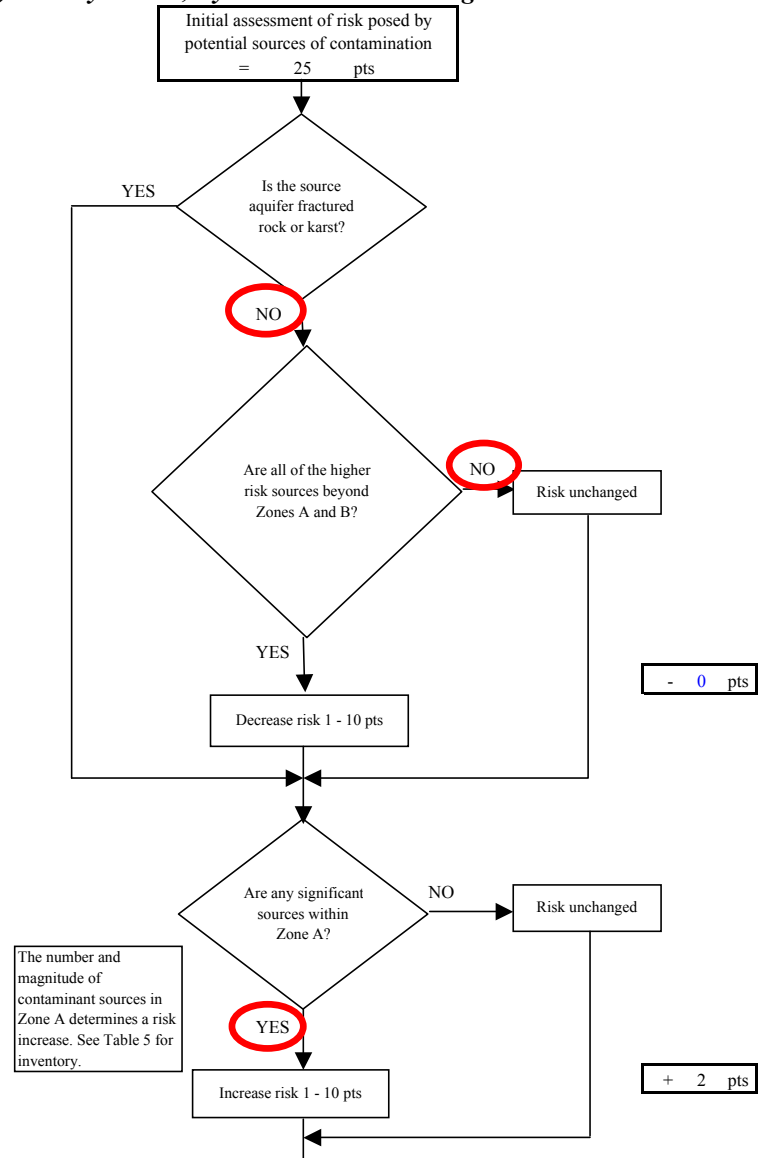 Initial assessment of risk posed by
potential sources of contamination
= 25 pts
YES
Is the source
aquifer fractured
rock or karst?
NO
Are all of the higher
risk sources beyond
Zones A and B?
NO
Risk unchanged
YES
- 0 pts
Decrease risk 1 - 10 pts
Are any significant
sources within
Zone A?
NO
Risk unchanged
The number and
magnitude of
contaminant sources in
Zone A determines a risk
increase. See Table 5 for
inventory.
YES
Increase risk 1 - 10 pts
+ 2 pts